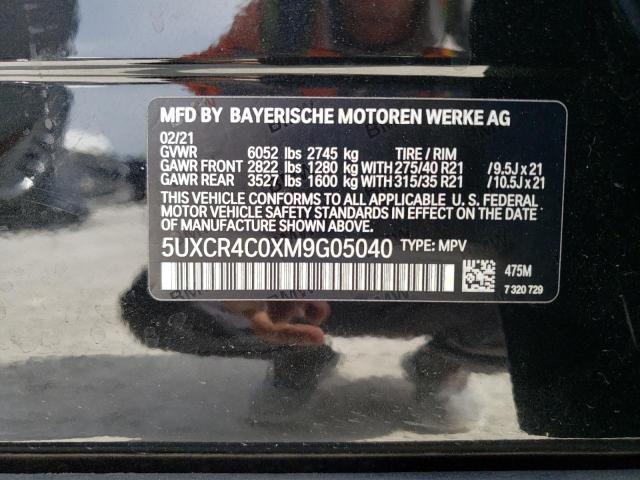 MFD BY BAYERISCHE MOTOREN WERKE AG
02/21
GVWR 6052 lbs 2745 kg TIRE / RIM
GAWR FRONT 2822 lbs 1280 kg WITH 275/40 R21 /9.5J x 21
GAWR REAR 3527 lbs 1600 kg WITH 315/35 R21 /10.5J x 21
THIS VEHICLE CONFORMS TO ALL APPLICABLE U. S. FEDERAL
MOTOR VEHICLE SAFETY STANDARDS IN EFFECT ON THE DATE
OF MANUFACTURE SHOWN ABOVE.
5UXCR4C0XM9G05040 TYPE: MPV
475M
7 320 729